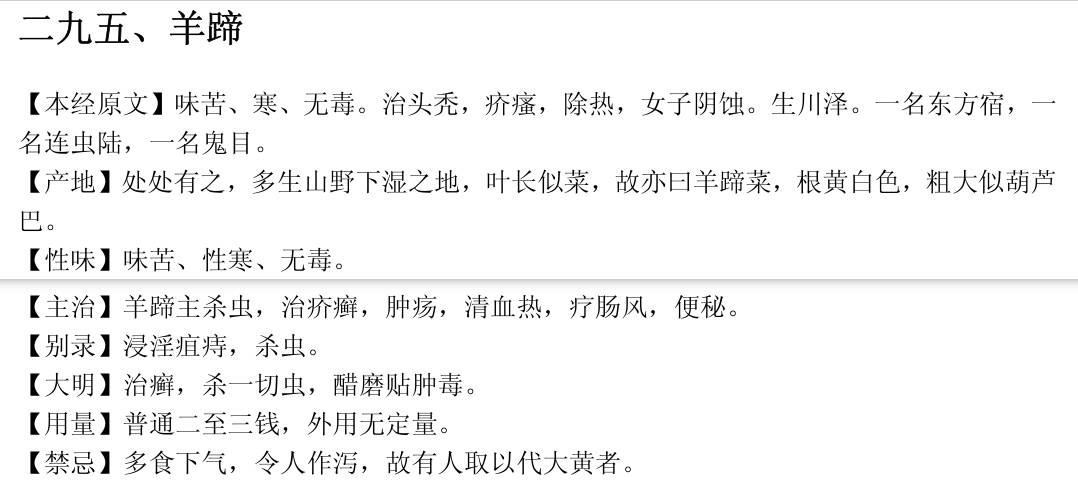 二九五、羊蹄
【本经原文】味苦、寒、无毒。治头秃，疥瘙，除热，女子阴蚀。生川泽。一名东方宿，一
名连虫陆，一名鬼目。
【产地】处处有之，多生山野下湿之地，叶长似菜，故亦曰羊蹄菜，根黄白色，粗大似葫芦
巴。
【性味】味苦、性寒、无毒。
【主治】羊蹄主杀虫，治疥癣，肿疡，清血热，疗肠风，便秘。
【别录】浸淫疽痔，杀虫。
【大明】治癣，杀一切虫，醋磨贴肿毒。
【用量】普通二至三钱，外用无定量。
【禁忌】多食下气，令人作泻，故有人取以代大黄者。